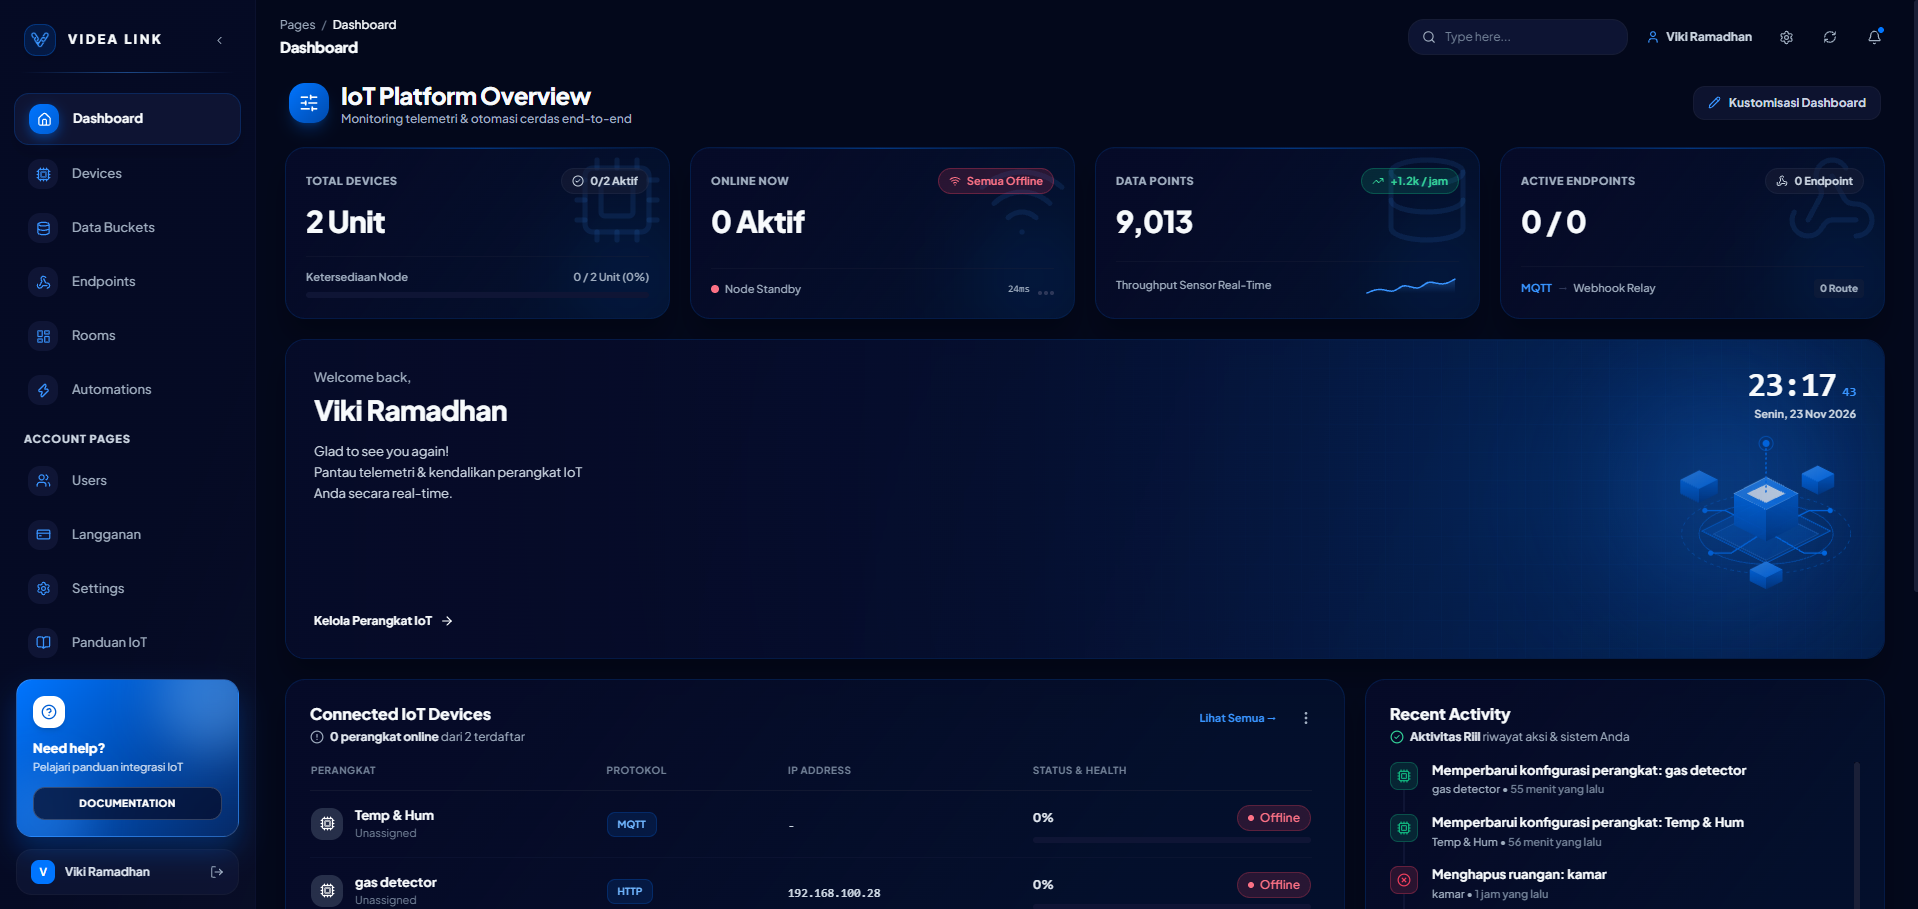 VIDEA LINK
Pages / Dashboard
Dashboard
Type here...
Viki Ramadhan
Dashboard
Devices
Data Buckets
Endpoints
Rooms
Automations
ACCOUNT PAGES
Users
Langganan
Settings
Panduan IoT
Need help?
Pelajari panduan integrasi IoT
DOCUMENTATION
V Viki Ramadhan
IoT Platform Overview
Monitoring telemetri & otomasi cerdas end-to-end
Kustomisasi Dashboard
TOTAL DEVICES
0/2 Aktif
2 Unit
Ketersediaan Node
0 / 2 Unit (0%)
ONLINE NOW
Semua Offline
0 Aktif
Node Standby
24ms
DATA POINTS
+1.2k / jam
9,013
Throughput Sensor Real-Time
ACTIVE ENDPOINTS
0 Endpoint
0 / 0
MQTT → Webhook Relay
0 Route
Welcome back,
Viki Ramadhan
Glad to see you again!
Pantau telemetri & kendalikan perangkat IoT
Anda secara real-time.
Kelola Perangkat IoT →
23:17 43
Senin, 23 Nov 2026
Connected IoT Devices
0 perangkat online dari 2 terdaftar
Lihat Semua →
PERANGKAT PROTOKOL IP ADDRESS STATUS & HEALTH
Temp & Hum
Unassigned
MQTT
-
0%
Offline
gas detector
Unassigned
HTTP
192.168.100.28
0%
Offline
Recent Activity
Aktivitas Riil riwayat aksi & sistem Anda
Memperbarui konfigurasi perangkat: gas detector
gas detector • 55 menit yang lalu
Memperbarui konfigurasi perangkat: Temp & Hum
Temp & Hum • 56 menit yang lalu
Menghapus ruangan: kamar
kamar • 1 jam yang lalu